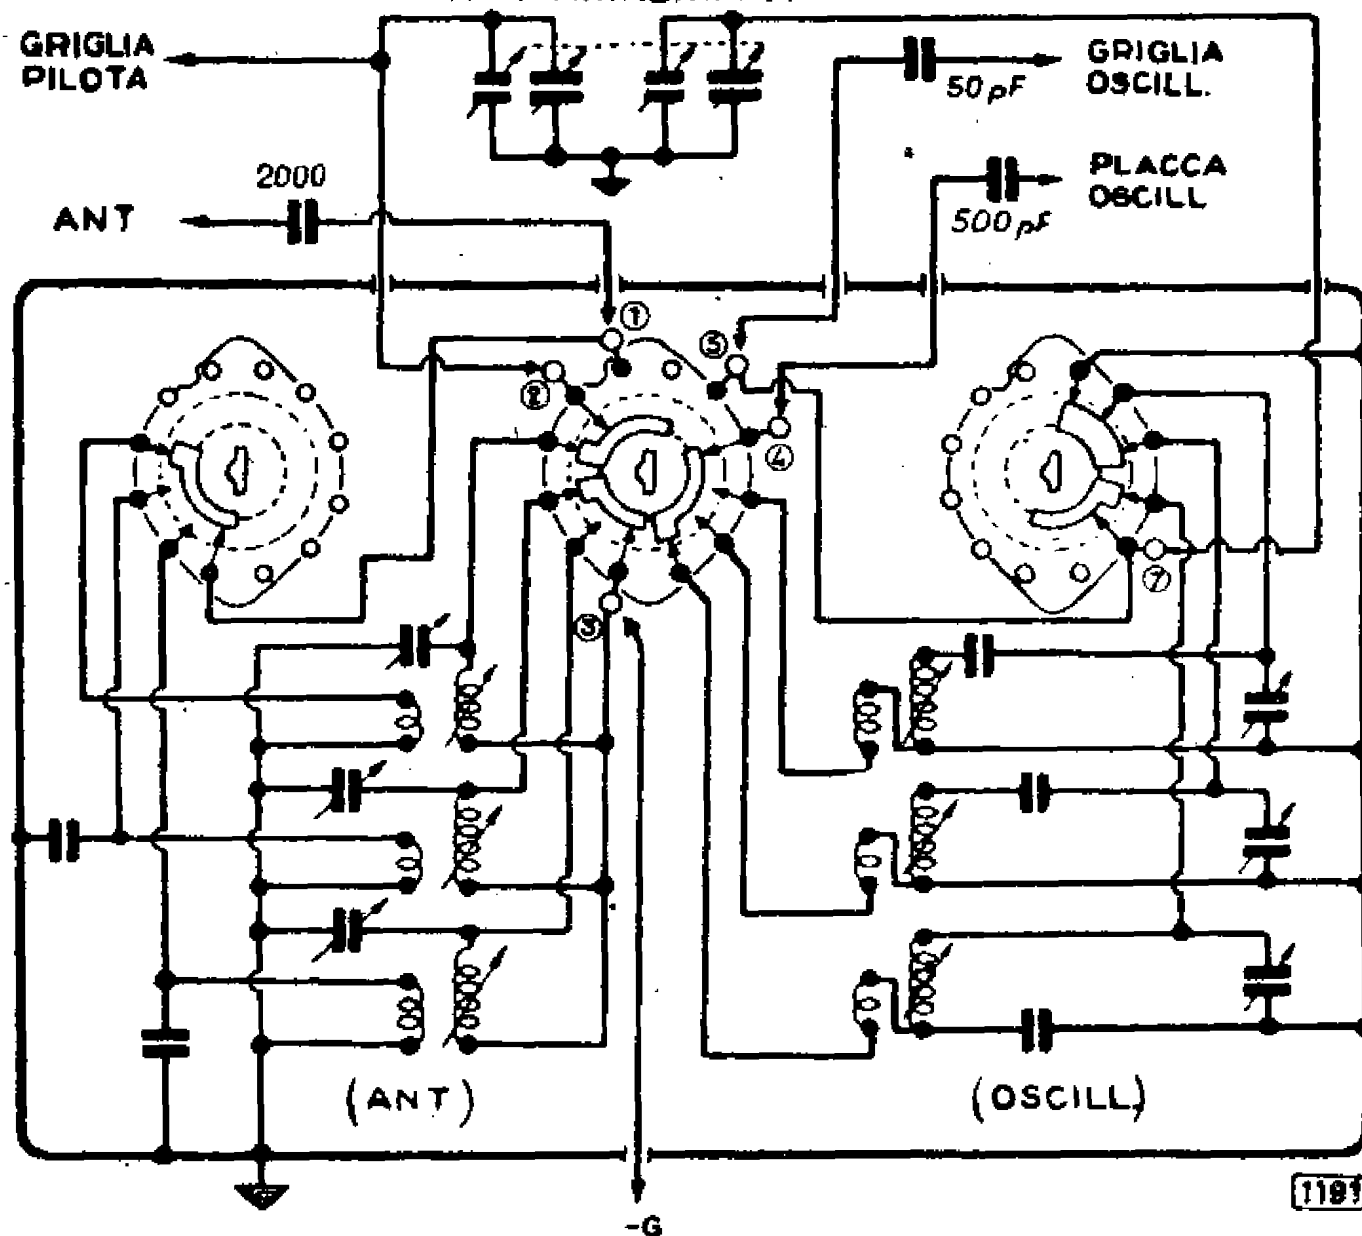 GRIGLIA
PILOTA
GRIGLIA
OSCILL.
50 pF
2000
PLACCA
OSCILL
ANT
500 pF
①
⑤
②
④
⑦
③
(ANT)
(OSCILL)
1191
-G